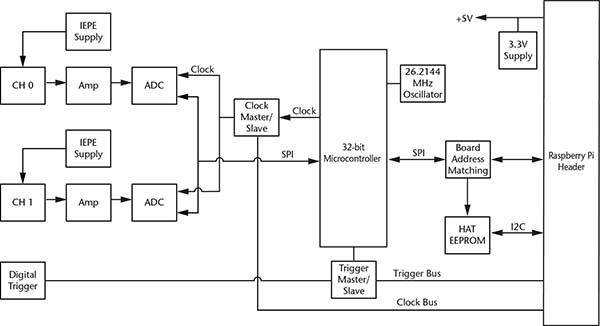 IEPE
Supply
CH 0
Amp
ADC
Clock
IEPE
Supply
CH 1
Amp
ADC
Clock
Master/
Slave
Clock
SPI
32-bit
Microcontroller
26.2144
MHz
Oscillator
+5V
3.3V
Supply
SPI
Board
Address
Matching
HAT
EEPROM
I2C
Raspberry Pi
Header
Digital
Trigger
Trigger
Master/
Slave
Trigger Bus
Clock Bus